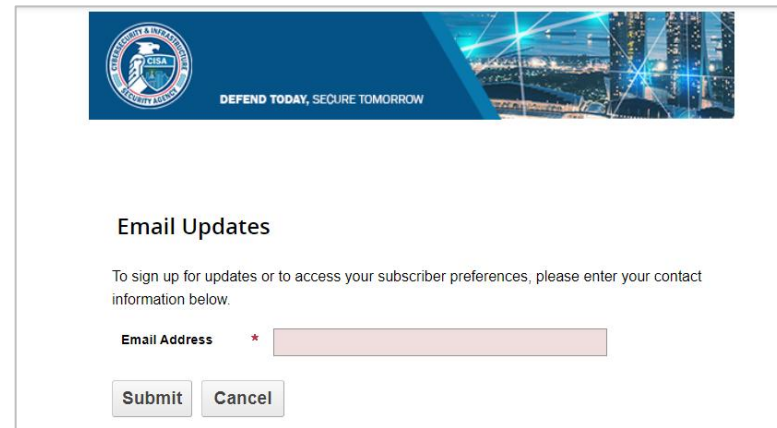 CYBERSECURITY & INFRASTRUCTURE
CISA
SECURITY AGENCY
DEFEND TODAY, SECURE TOMORROW
Email Updates
To sign up for updates or to access your subscriber preferences, please enter your contact
information below.
Email Address *
Submit Cancel